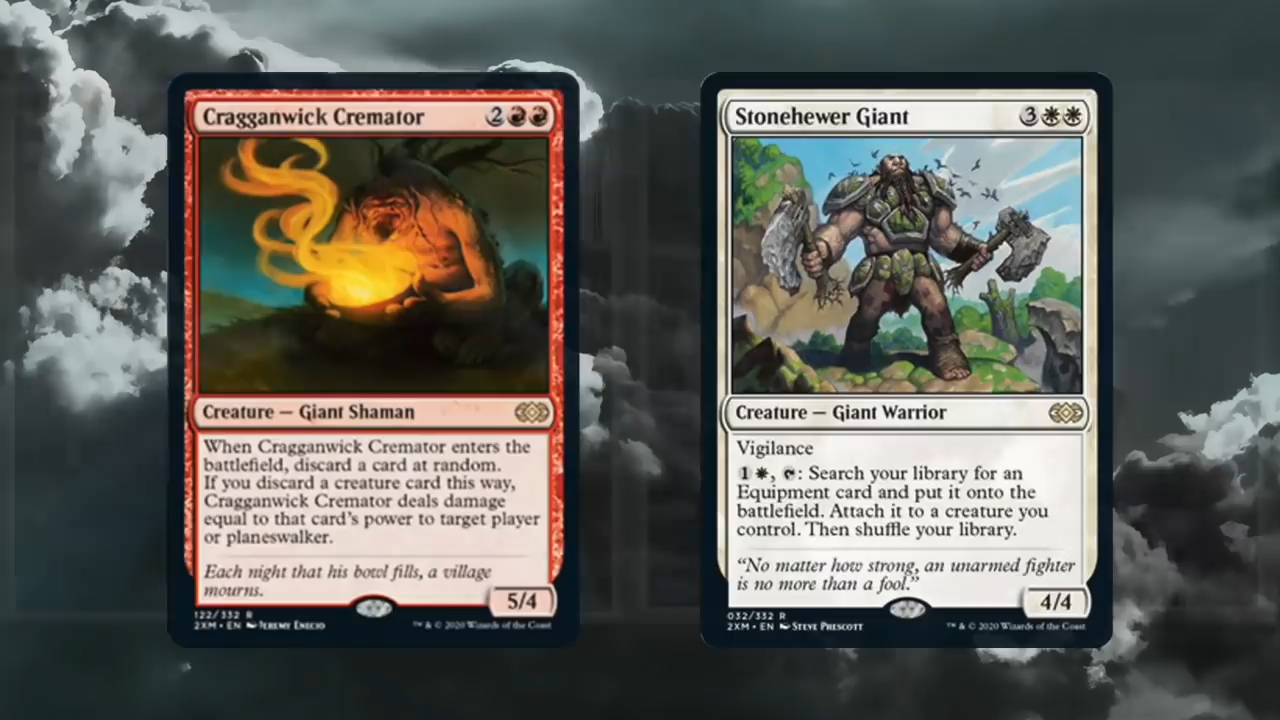 Cragganwick Cremator 2
Creature — Giant Shaman
When Cragganwick Cremator enters the
battlefield, discard a card at random.
If you discard a creature card this way,
Cragganwick Cremator deals damage
equal to that card's power to target player
or planeswalker.
Each night that his bowl fills, a village
mourns.
5/4
122/332 R
2XM • EN Jeremy Enecio
™ & © 2020 Wizards of the Coast
Stonehewer Giant 3
Creature — Giant Warrior
Vigilance
1, : Search your library for an
Equipment card and put it onto the
battlefield. Attach it to a creature you
control. Then shuffle your library.
"No matter how strong, an unarmed fighter
is no more than a fool."
4/4
032/332 R
2XM • EN Steve Prescott
™ & © 2020 Wizards of the Coast